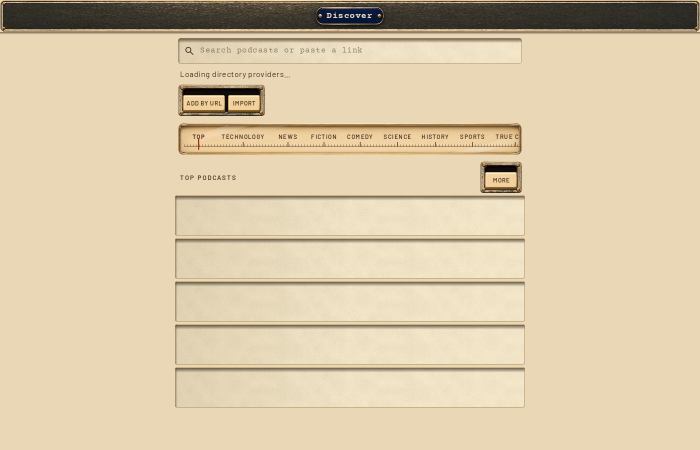 Discover
Search podcasts or paste a link
Loading directory providers…
ADD BY URL IMPORT
TOP TECHNOLOGY NEWS FICTION COMEDY SCIENCE HISTORY SPORTS TRUE C
TOP PODCASTS MORE